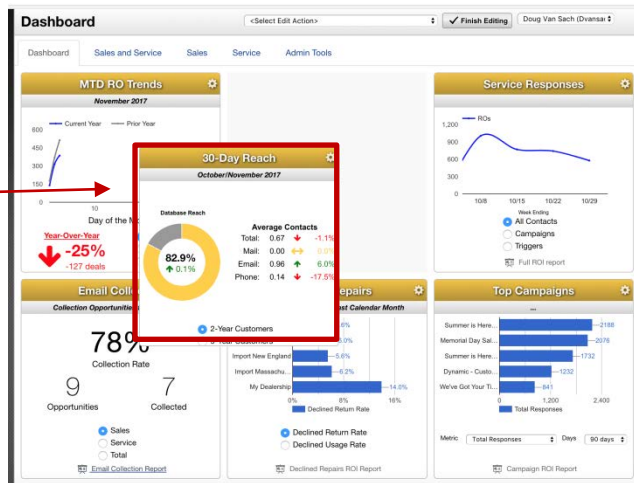 Dashboard
<Select Edit Action>
✓ Finish Editing
Doug Van Sach (Dvansac
Dashboard
Sales and Service
Sales
Service
Admin Tools
MTD RO Trends
November 2017
Current Year
Prior Year
600
450
300
150
0
10
Day of the Mo
Year-Over-Year
-25%
-127 deals
30-Day Reach
October/November 2017
Database Reach
82.9%
0.1%
Average Contacts
Total: 0.67 -1.1%
Mail: 0.00 0.0%
Email: 0.96 6.0%
Phone: 0.14 -17.5%
2-Year Customers
Service Responses
ROs
1,200
900
600
300
0
10/8
10/15
10/22
10/29
Week Ending
All Contacts
Campaigns
Triggers
Full ROI report
Email Collec
Collection Opportunities
78%
Collection Rate
9
7
Opportunities
Collected
Sales
Service
Total
Email Collection Report
epairs
st Calendar Month
Import New England
-5.6%
Import Massachu...
-6.2%
My Dealership
-14.0%
0%
8%
16%
Declined Return Rate
Declined Return Rate
Declined Usage Rate
Declined Repairs ROI Report
Top Campaigns
...
Summer is Here...
2188
Memorial Day Sal...
2076
Summer is Here...
1732
Dynamic - Custo...
1232
We've Got Your Ti...
841
0
1,200
2,400
Total Responses
Metric
Total Responses
Days
90 days
Campaign ROI Report